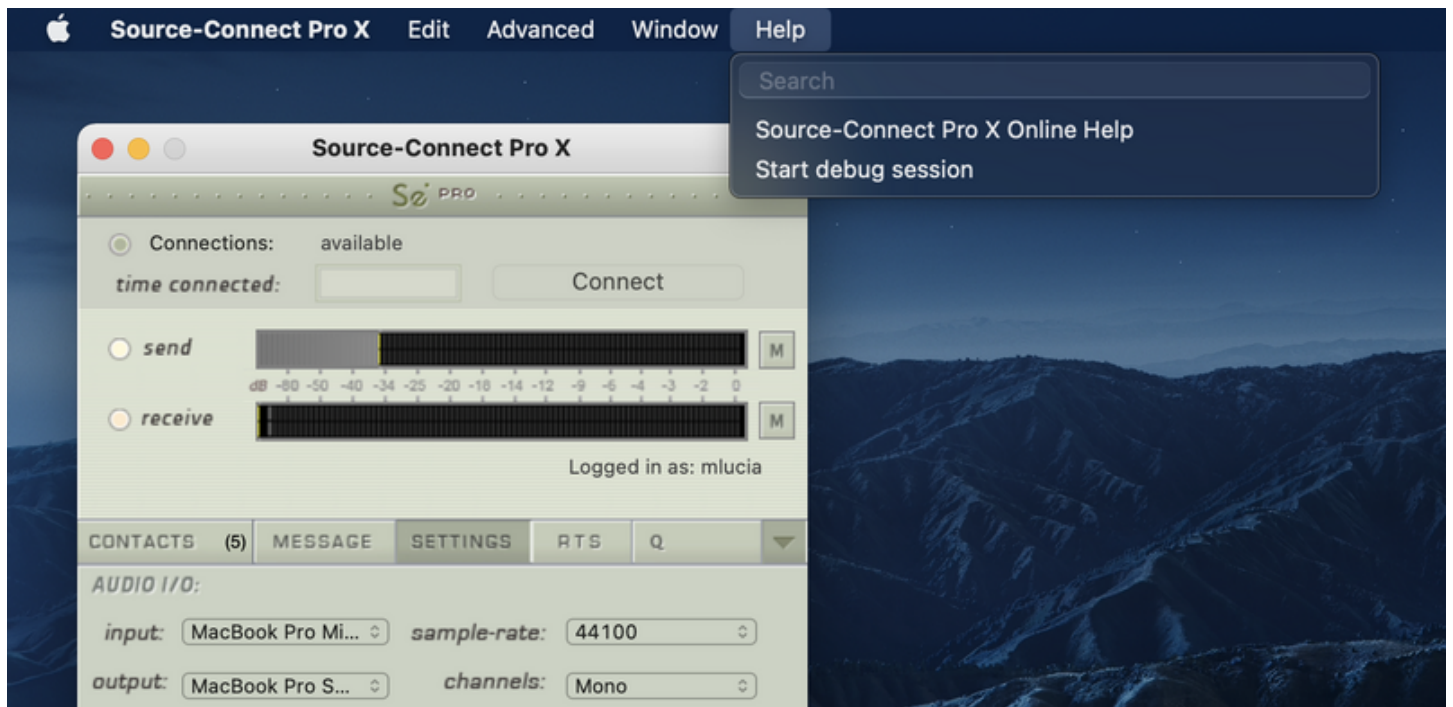 Source-Connect Pro X Edit Advanced Window Help
Search
Source-Connect Pro X Online Help
Start debug session
Source-Connect Pro X
PRO
Connections: available
time connected: Connect
send M
dB -80 -50 -40 -34 -25 -20 -18 -14 -12 -9 -6 -4 -3 -2 0
receive M
Logged in as: mlucia
CONTACTS (5) MESSAGE SETTINGS RTS Q
AUDIO I/O:
input: MacBook Pro Mi... sample-rate: 44100
output: MacBook Pro S... channels: Mono